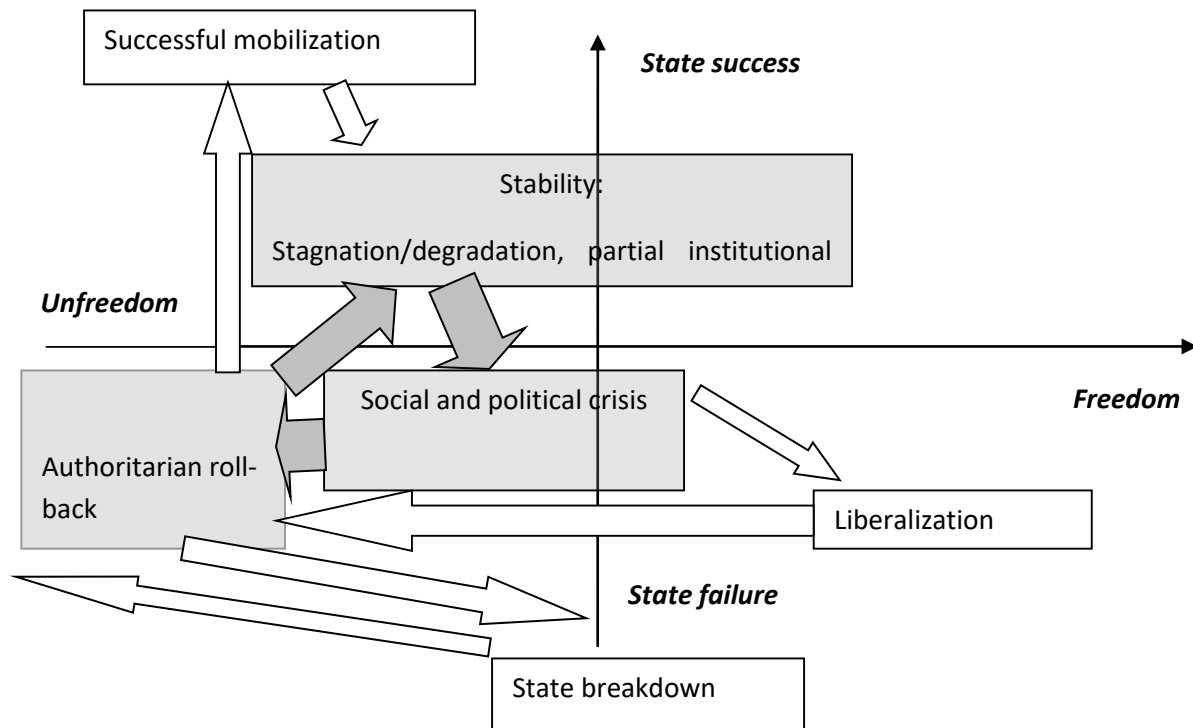 Successful mobilization
State success
Stability:
Stagnation/degradation, partial institutional
Unfreedom
Social and political crisis
Freedom
Authoritarian roll-
back
Liberalization
State failure
State breakdown